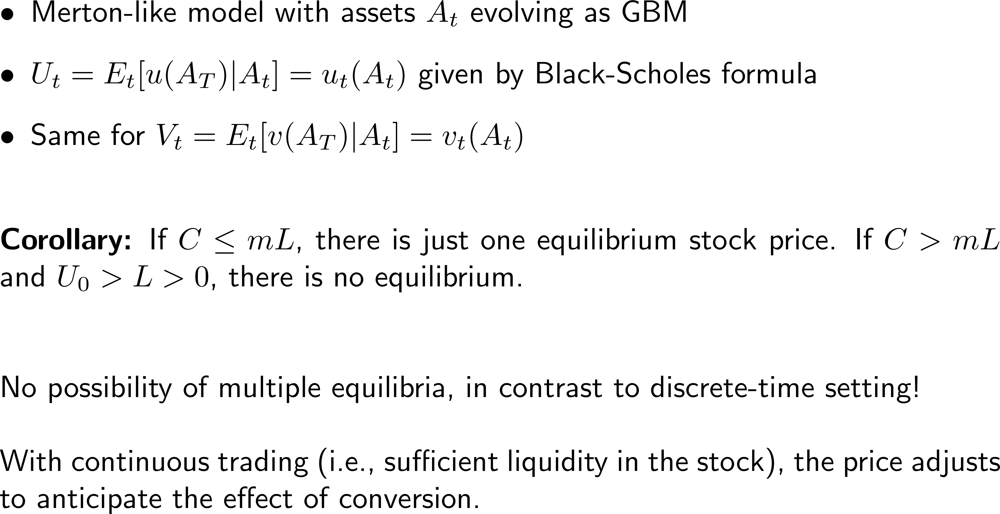 • Merton-like model with assets $A_t$ evolving as GBM
• $U_t = E_t[u(A_T)|A_t] = u_t(A_t)$ given by Black-Scholes formula
• Same for $V_t = E_t[v(A_T)|A_t] = v_t(A_t)$
Corollary: If $C \leq mL$, there is just one equilibrium stock price. If $C > mL$
and $U_0 > L > 0$, there is no equilibrium.
No possibility of multiple equilibria, in contrast to discrete-time setting!
With continuous trading (i.e., sufficient liquidity in the stock), the price adjusts
to anticipate the effect of conversion.